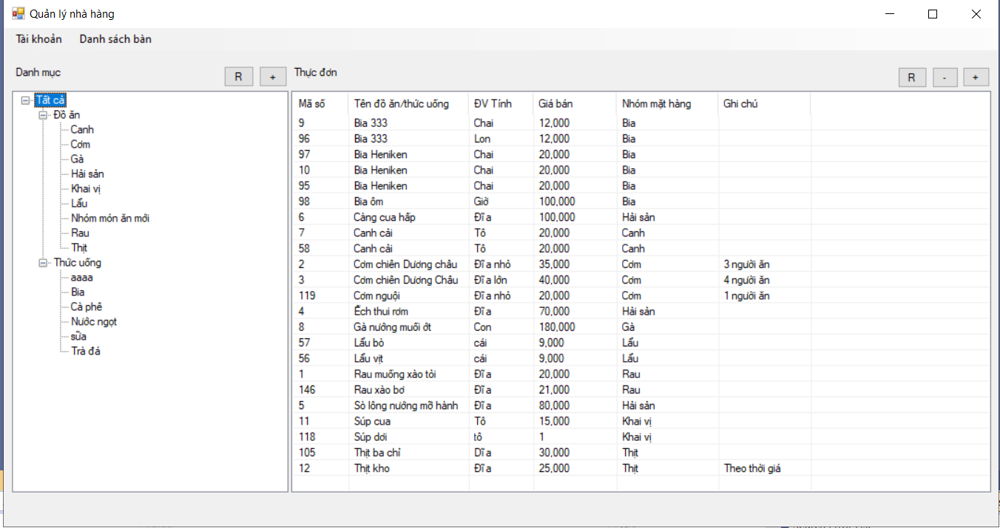 Quản lý nhà hàng
Tài khoản Danh sách bàn
Danh mục R + Thực đơn R - +
Tất cả
Đồ ăn
Canh
Cơm
Gà
Hải sản
Khai vị
Lẩu
Nhóm món ăn mới
Rau
Thịt
Thức uống
aaaa
Bia
Cà phê
Nước ngọt
sữa
Trà đá
Mã số Tên đồ ăn/thức uống ĐV Tính Giá bán Nhóm mặt hàng Ghi chú
9 Bia 333 Chai 12,000 Bia
96 Bia 333 Lon 12,000 Bia
97 Bia Heniken Chai 20,000 Bia
10 Bia Heniken Chai 20,000 Bia
95 Bia Heniken Chai 20,000 Bia
98 Bia ôm Giờ 100,000 Bia
6 Càng cua hấp Đĩa 100,000 Hải sản
7 Canh cải Tô 20,000 Canh
58 Canh cải Tô 20,000 Canh
2 Cơm chiên Dương châu Đĩa nhỏ 35,000 Cơm 3 người ăn
3 Cơm chiên Dương Châu Đĩa lớn 40,000 Cơm 4 người ăn
119 Cơm nguội Đĩa nhỏ 20,000 Cơm 1 người ăn
4 Ếch thui rơm Đĩa 70,000 Hải sản
8 Gà nướng muối ớt Con 180,000 Gà
57 Lẩu bò cái 9,000 Lẩu
56 Lẩu vịt cái 9,000 Lẩu
1 Rau muống xào tỏi Đĩa 20,000 Rau
146 Rau xào bơ Đĩa 21,000 Rau
5 Sò lông nướng mỡ hành Đĩa 80,000 Hải sản
11 Súp cua Tô 15,000 Khai vị
118 Súp dơi tô 1 Khai vị
105 Thịt ba chỉ Dĩa 30,000 Thịt
12 Thịt kho Đĩa 25,000 Thịt Theo thời giá